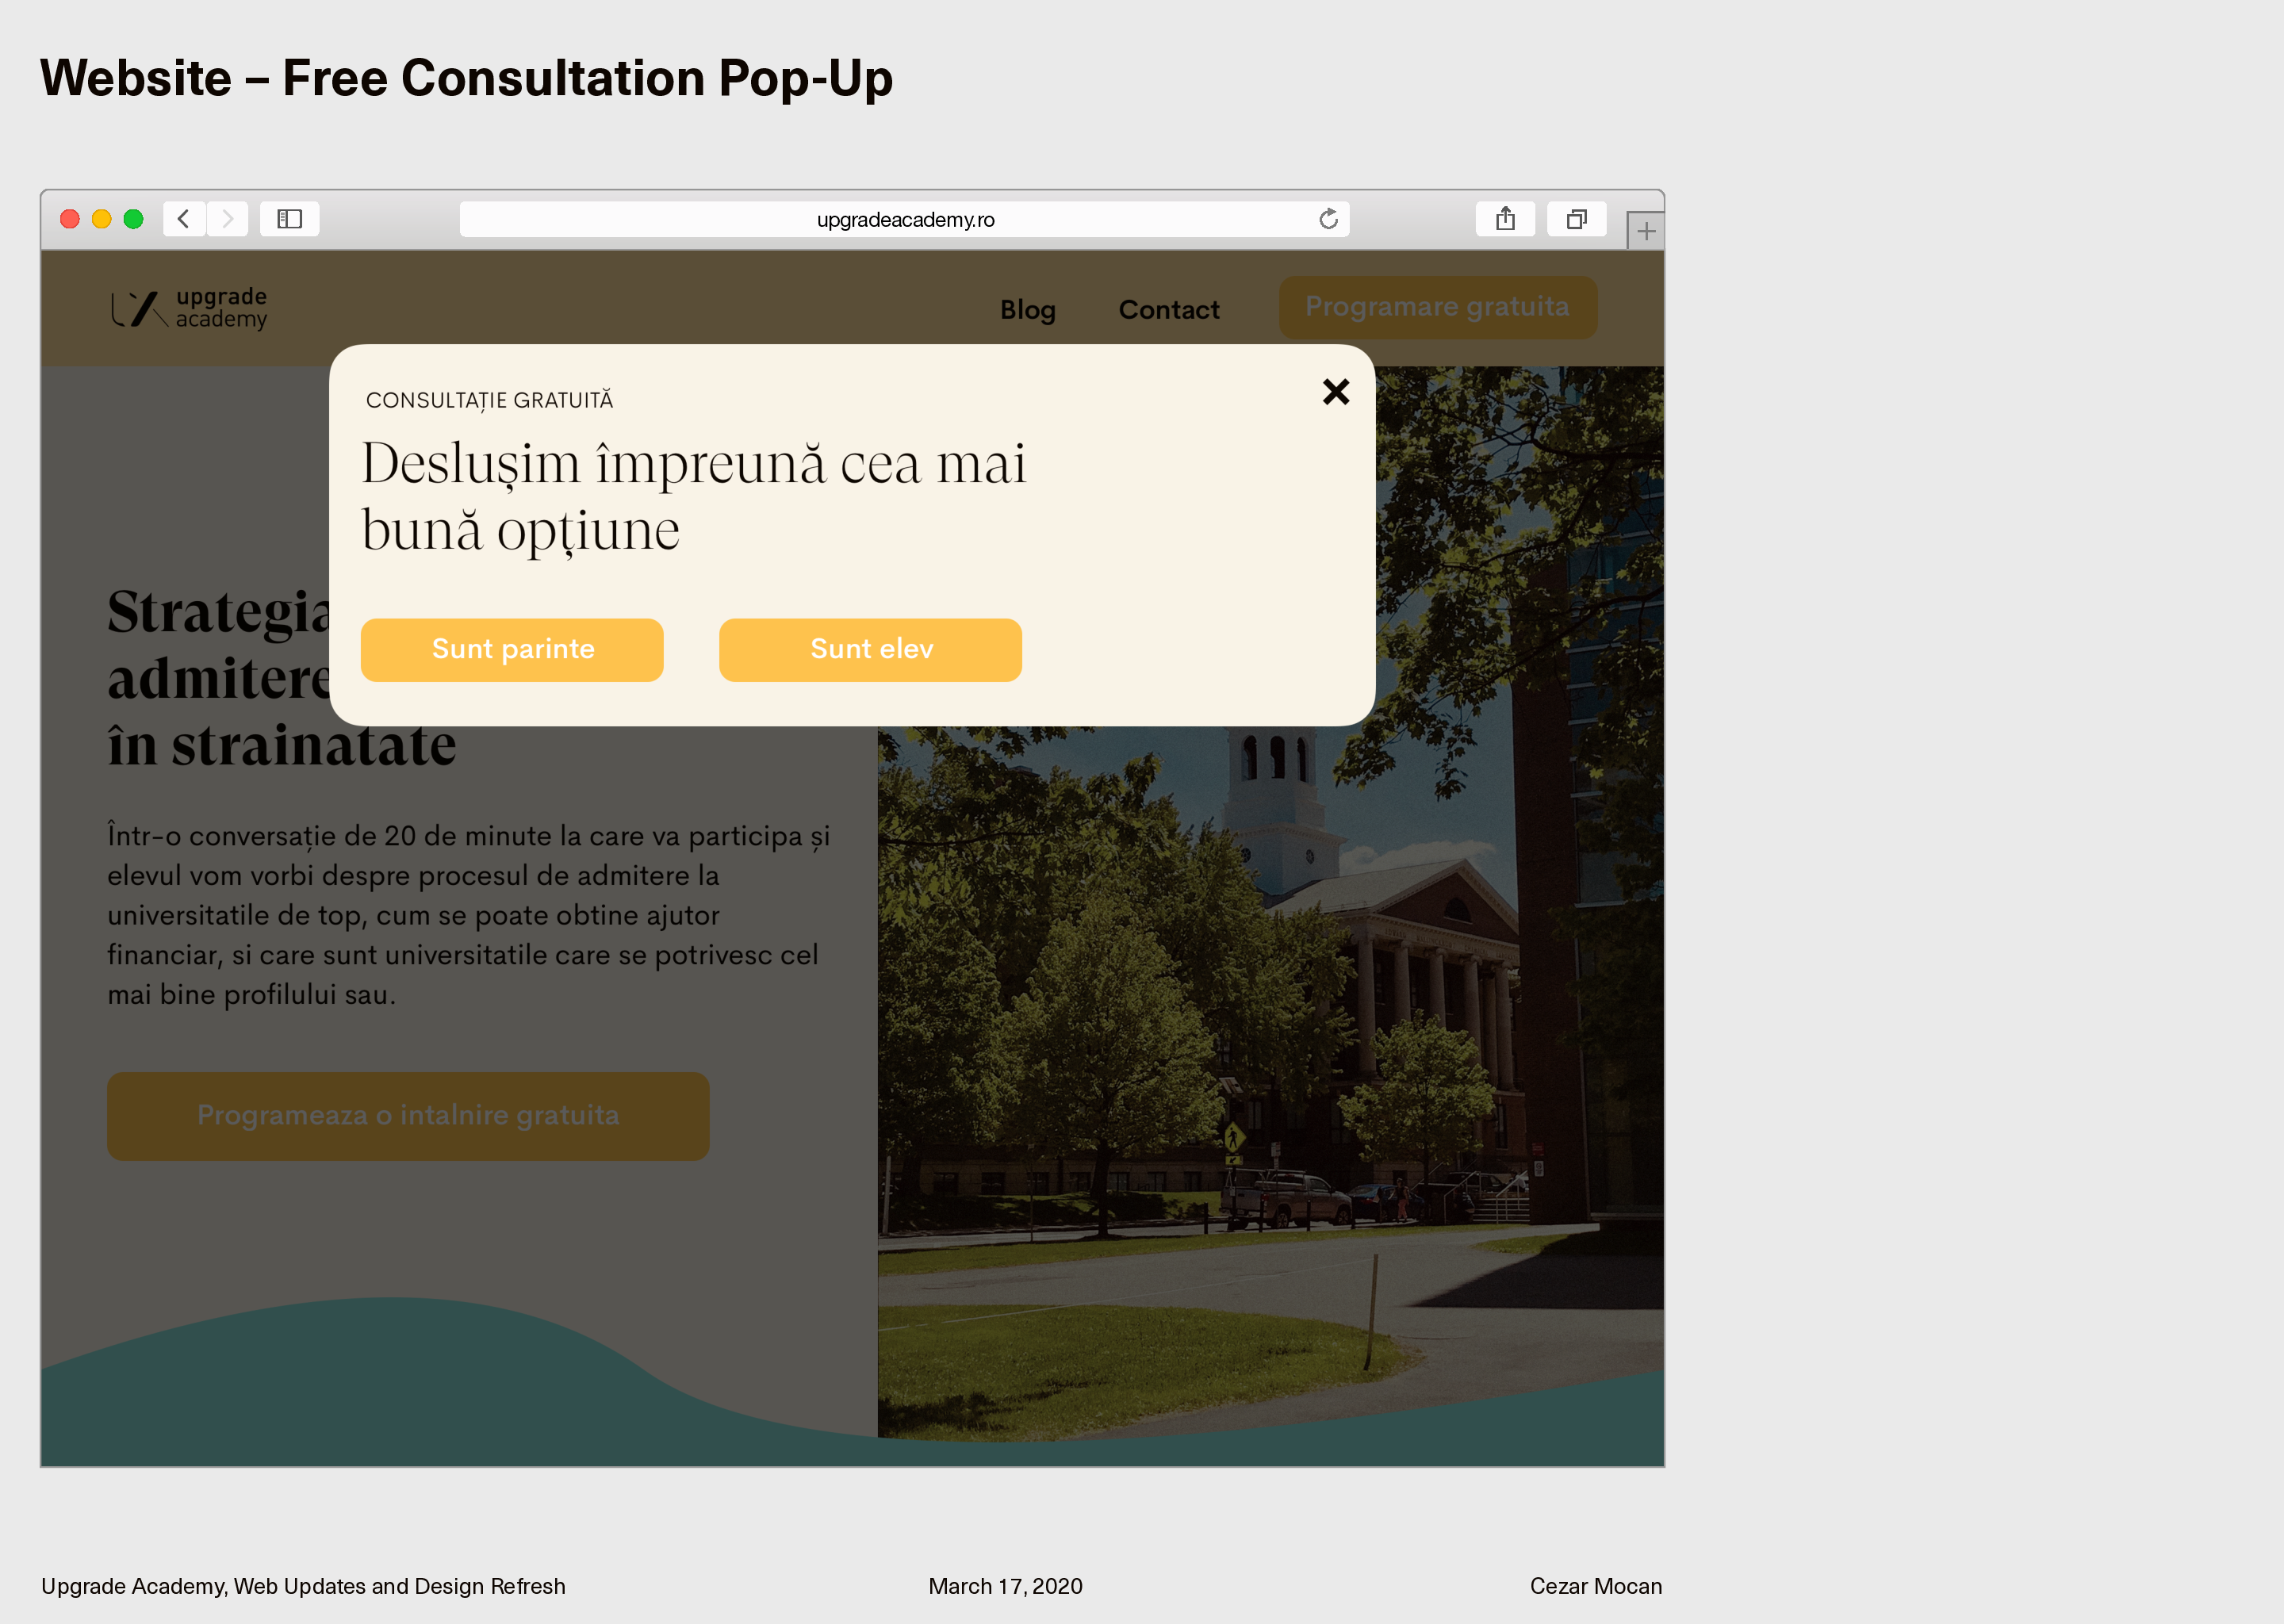 Website – Free Consultation Pop-Up
upgradeacademy.ro
upgrade
academy
Blog
Contact
Programare gratuita
CONSULTAȚIE GRATUITĂ
Deslușim împreună cea mai
bună opțiune
Sunt parinte
Sunt elev
Strategia
admitere
în strainatate
Într-o conversație de 20 de minute la care va participa și
elevul vom vorbi despre procesul de admitere la
universitatile de top, cum se poate obtine ajutor
financiar, si care sunt universitatile care se potrivesc cel
mai bine profilului sau.
Programeaza o intalnire gratuita
Upgrade Academy, Web Updates and Design Refresh
March 17, 2020
Cezar Mocan